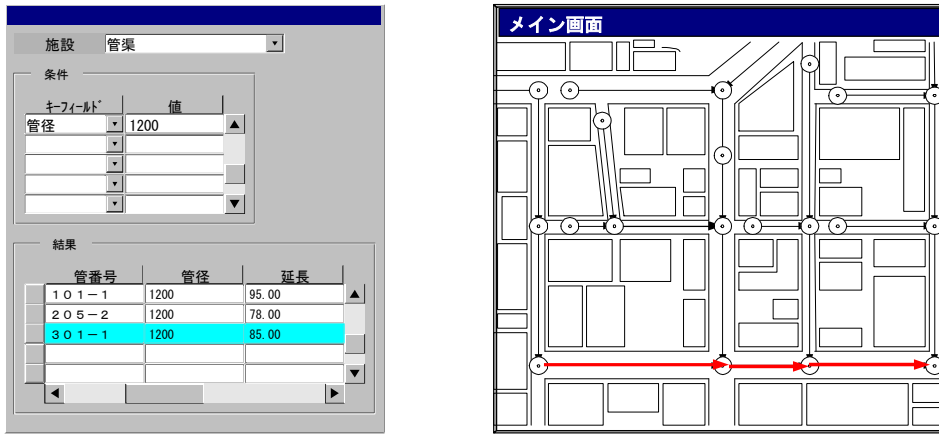 施設 管渠
条件
キーフィールド 値
管径 1200
結果
管番号 管径 延長
101-1 1200 95.00
205-2 1200 78.00
301-1 1200 85.00
メイン画面